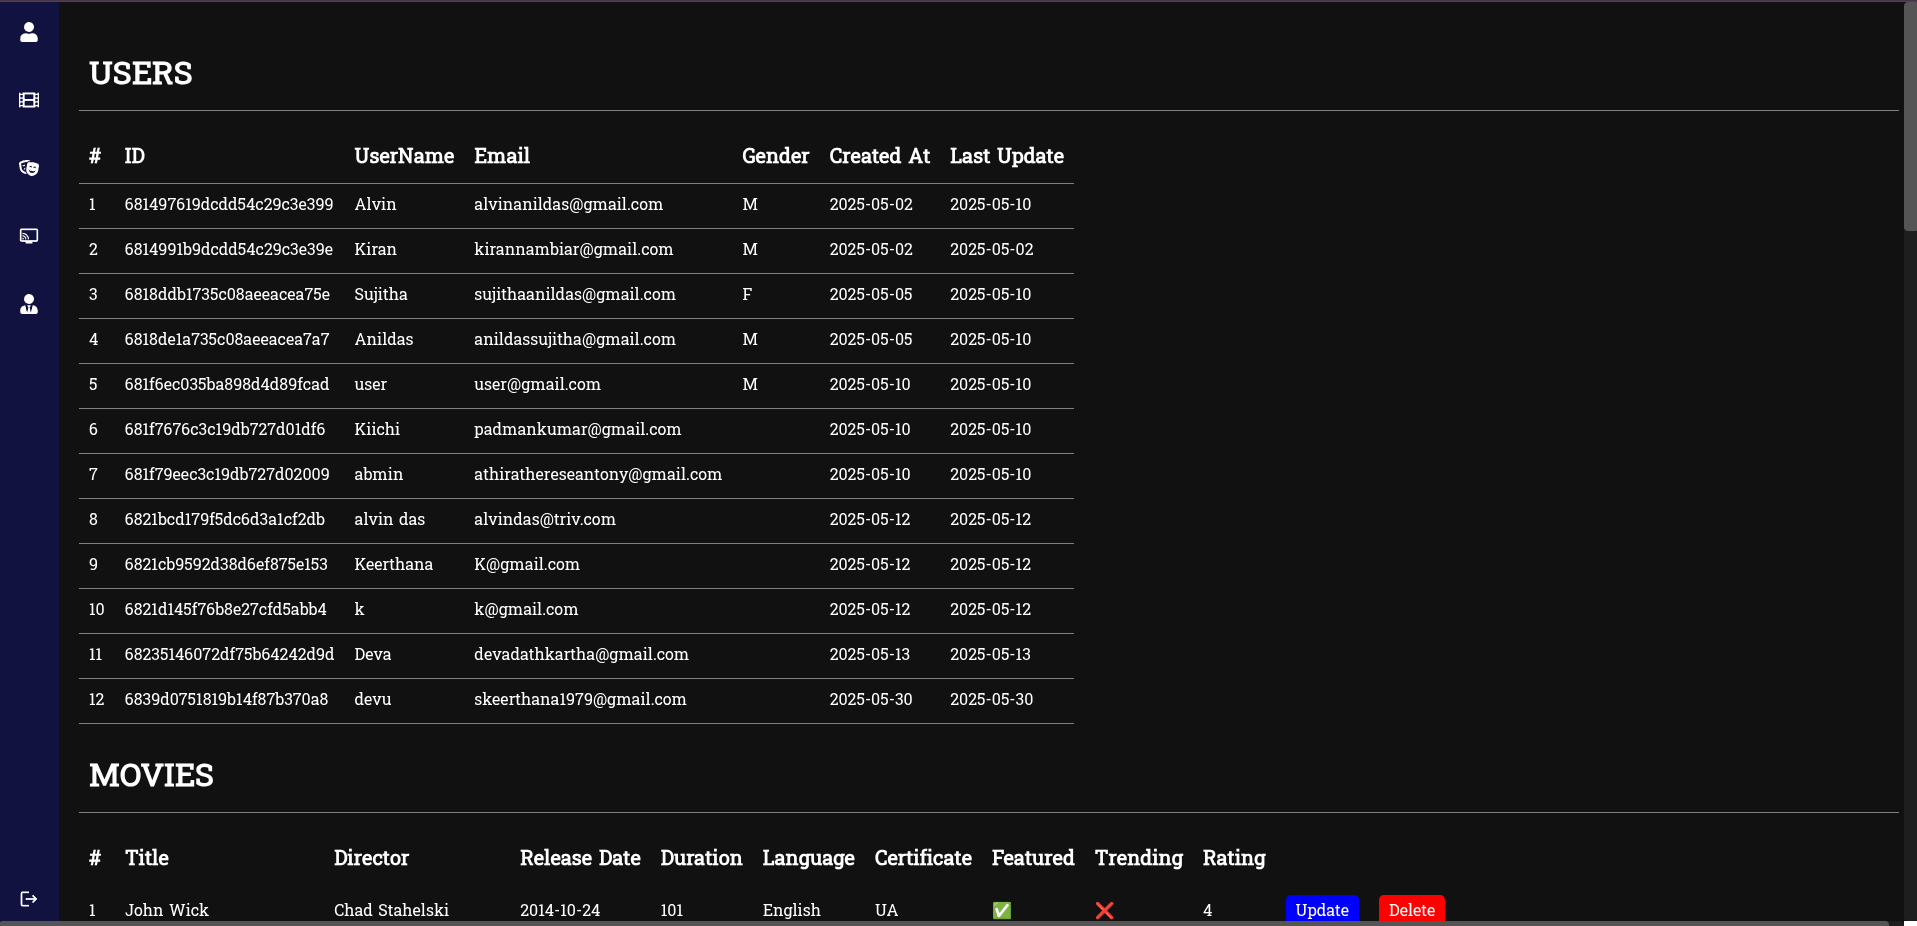 USERS
# ID UserName Email Gender Created At Last Update
1 681497619dcdd54c29c3e399 Alvin alvinanildas@gmail.com M 2025-05-02 2025-05-10
2 6814991b9dcdd54c29c3e39e Kiran kirannambiar@gmail.com M 2025-05-02 2025-05-02
3 6818ddb1735c08aeeacea75e Sujitha sujithaanildas@gmail.com F 2025-05-05 2025-05-10
4 6818de1a735c08aeeacea7a7 Anildas anildassujitha@gmail.com M 2025-05-05 2025-05-10
5 681f6ec035ba898d4d89fcad user user@gmail.com M 2025-05-10 2025-05-10
6 681f7676c3c19db727d01df6 Kiichi padmankumar@gmail.com 2025-05-10 2025-05-10
7 681f79eec3c19db727d02009 abmin athirathereseantony@gmail.com 2025-05-10 2025-05-10
8 6821bcd179f5dc6d3a1cf2db alvin das alvindas@triv.com 2025-05-12 2025-05-12
9 6821cb9592d38d6ef875e153 Keerthana K@gmail.com 2025-05-12 2025-05-12
10 6821d145f76b8e27cfd5abb4 k k@gmail.com 2025-05-12 2025-05-12
11 68235146072df75b64242d9d Deva devadathkartha@gmail.com 2025-05-13 2025-05-13
12 6839d0751819b14f87b370a8 devu skeerthana1979@gmail.com 2025-05-30 2025-05-30
MOVIES
# Title Director Release Date Duration Language Certificate Featured Trending Rating
1 John Wick Chad Stahelski 2014-10-24 101 English UA ✅ ❌ 4 Update Delete